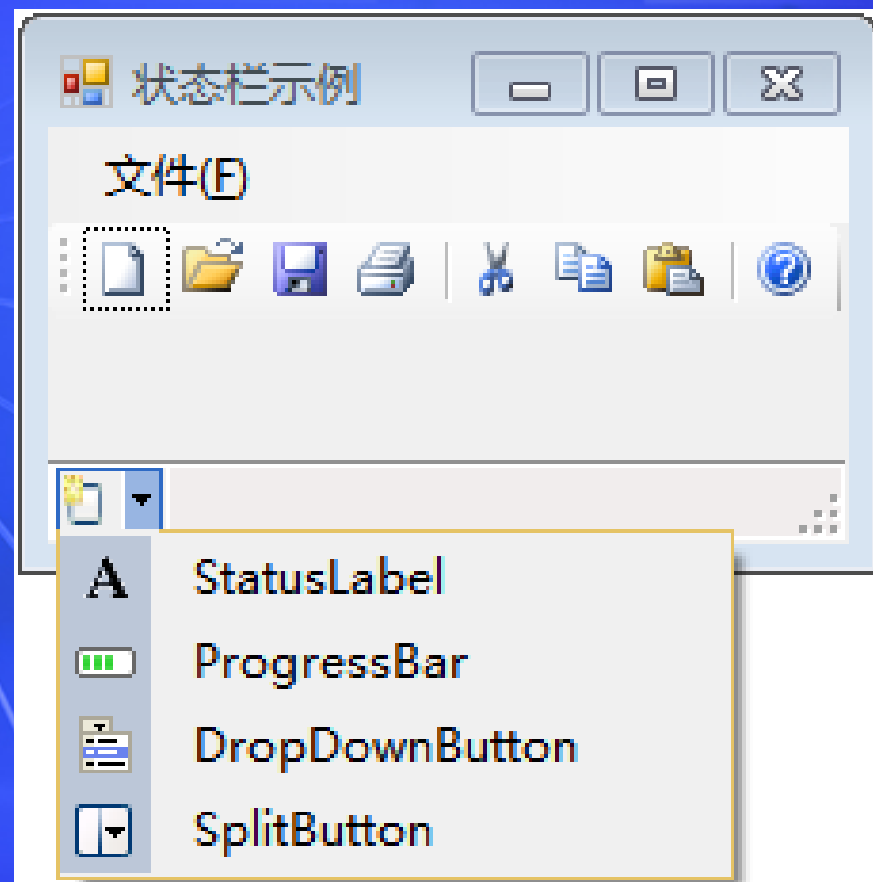 状态栏示例
文件(F)
StatusLabel
ProgressBar
DropDownButton
SplitButton